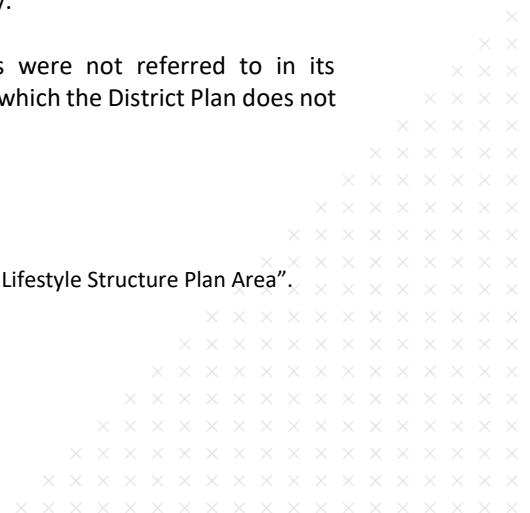 y.
s were not referred to in its
which the District Plan does not
Lifestyle Structure Plan Area”.